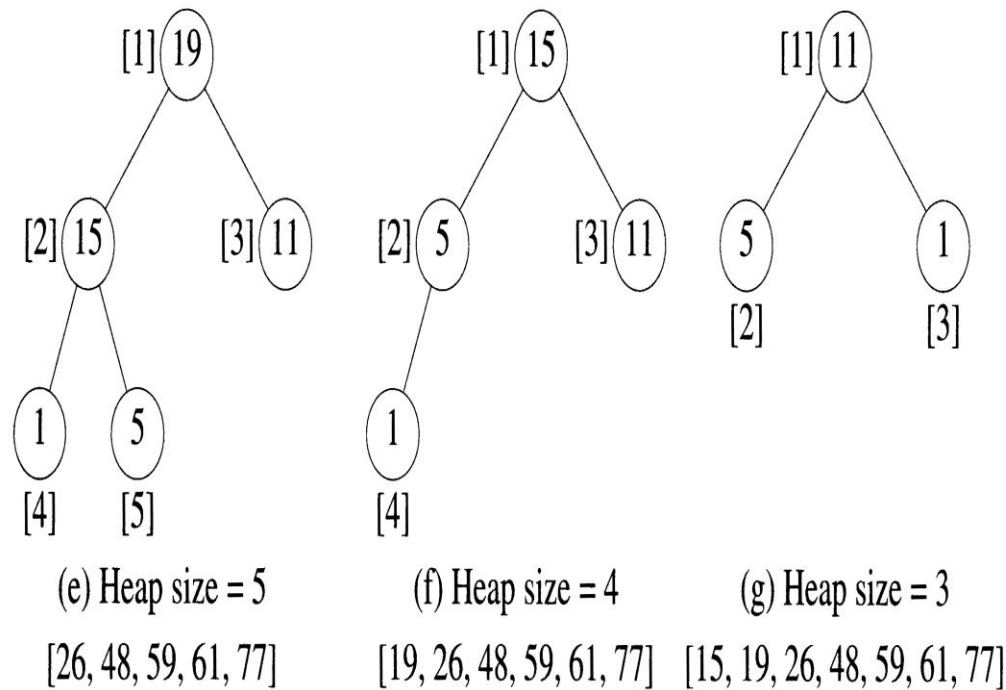 [1] 19
[2] 15
[3] 11
1
5
[4]
[5]
(e) Heap size = 5
[26, 48, 59, 61, 77]
[1] 15
[2] 5
[3] 11
1
[4]
(f) Heap size = 4
[19, 26, 48, 59, 61, 77]
[1] 11
5
1
[2]
[3]
(g) Heap size = 3
[15, 19, 26, 48, 59, 61, 77]